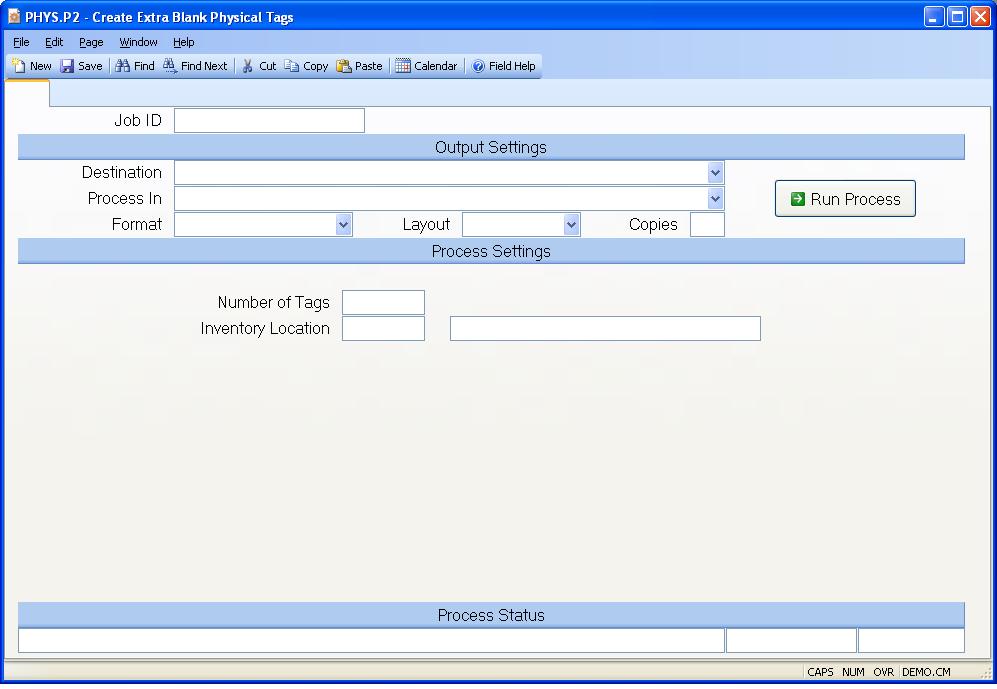 PHYS.P2 - Create Extra Blank Physical Tags
File Edit Page Window Help
New Save Find Find Next Cut Copy Paste Calendar Field Help
Job ID
Output Settings
Destination
Process In
Run Process
Format Layout Copies
Process Settings
Number of Tags
Inventory Location
Process Status
CAPS NUM OVR DEMO.CM